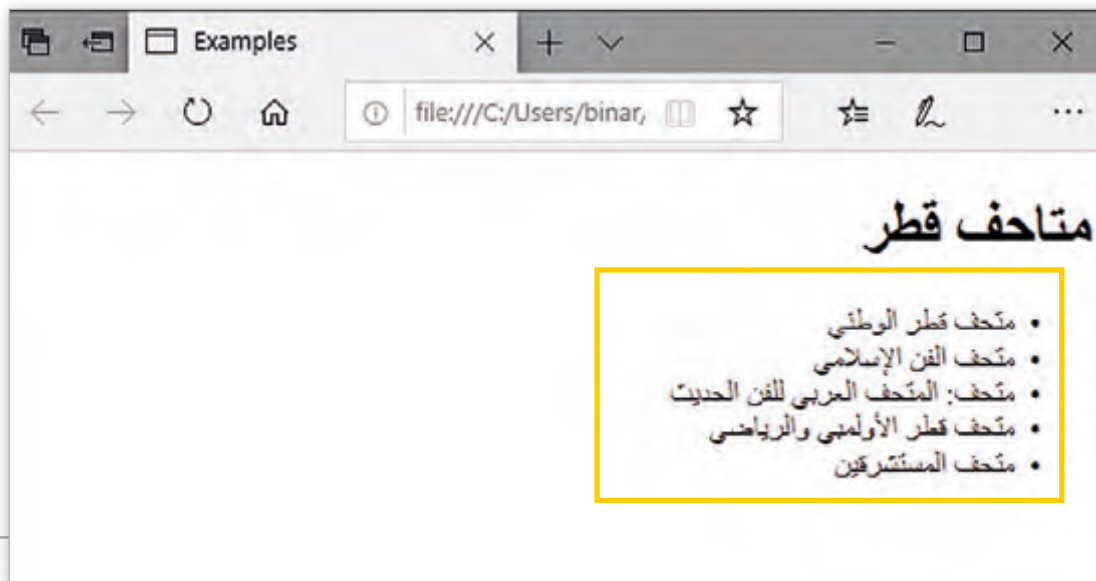 Examples
file:///C:/Users/binar,
متاحف قطر
• متحف قطر الوطني
• متحف الفن الإسلامي
• متحف: المتحف العربي للفن الحديث
• متحف قطر الأولمبي والرياضي
• متحف المستشرقين